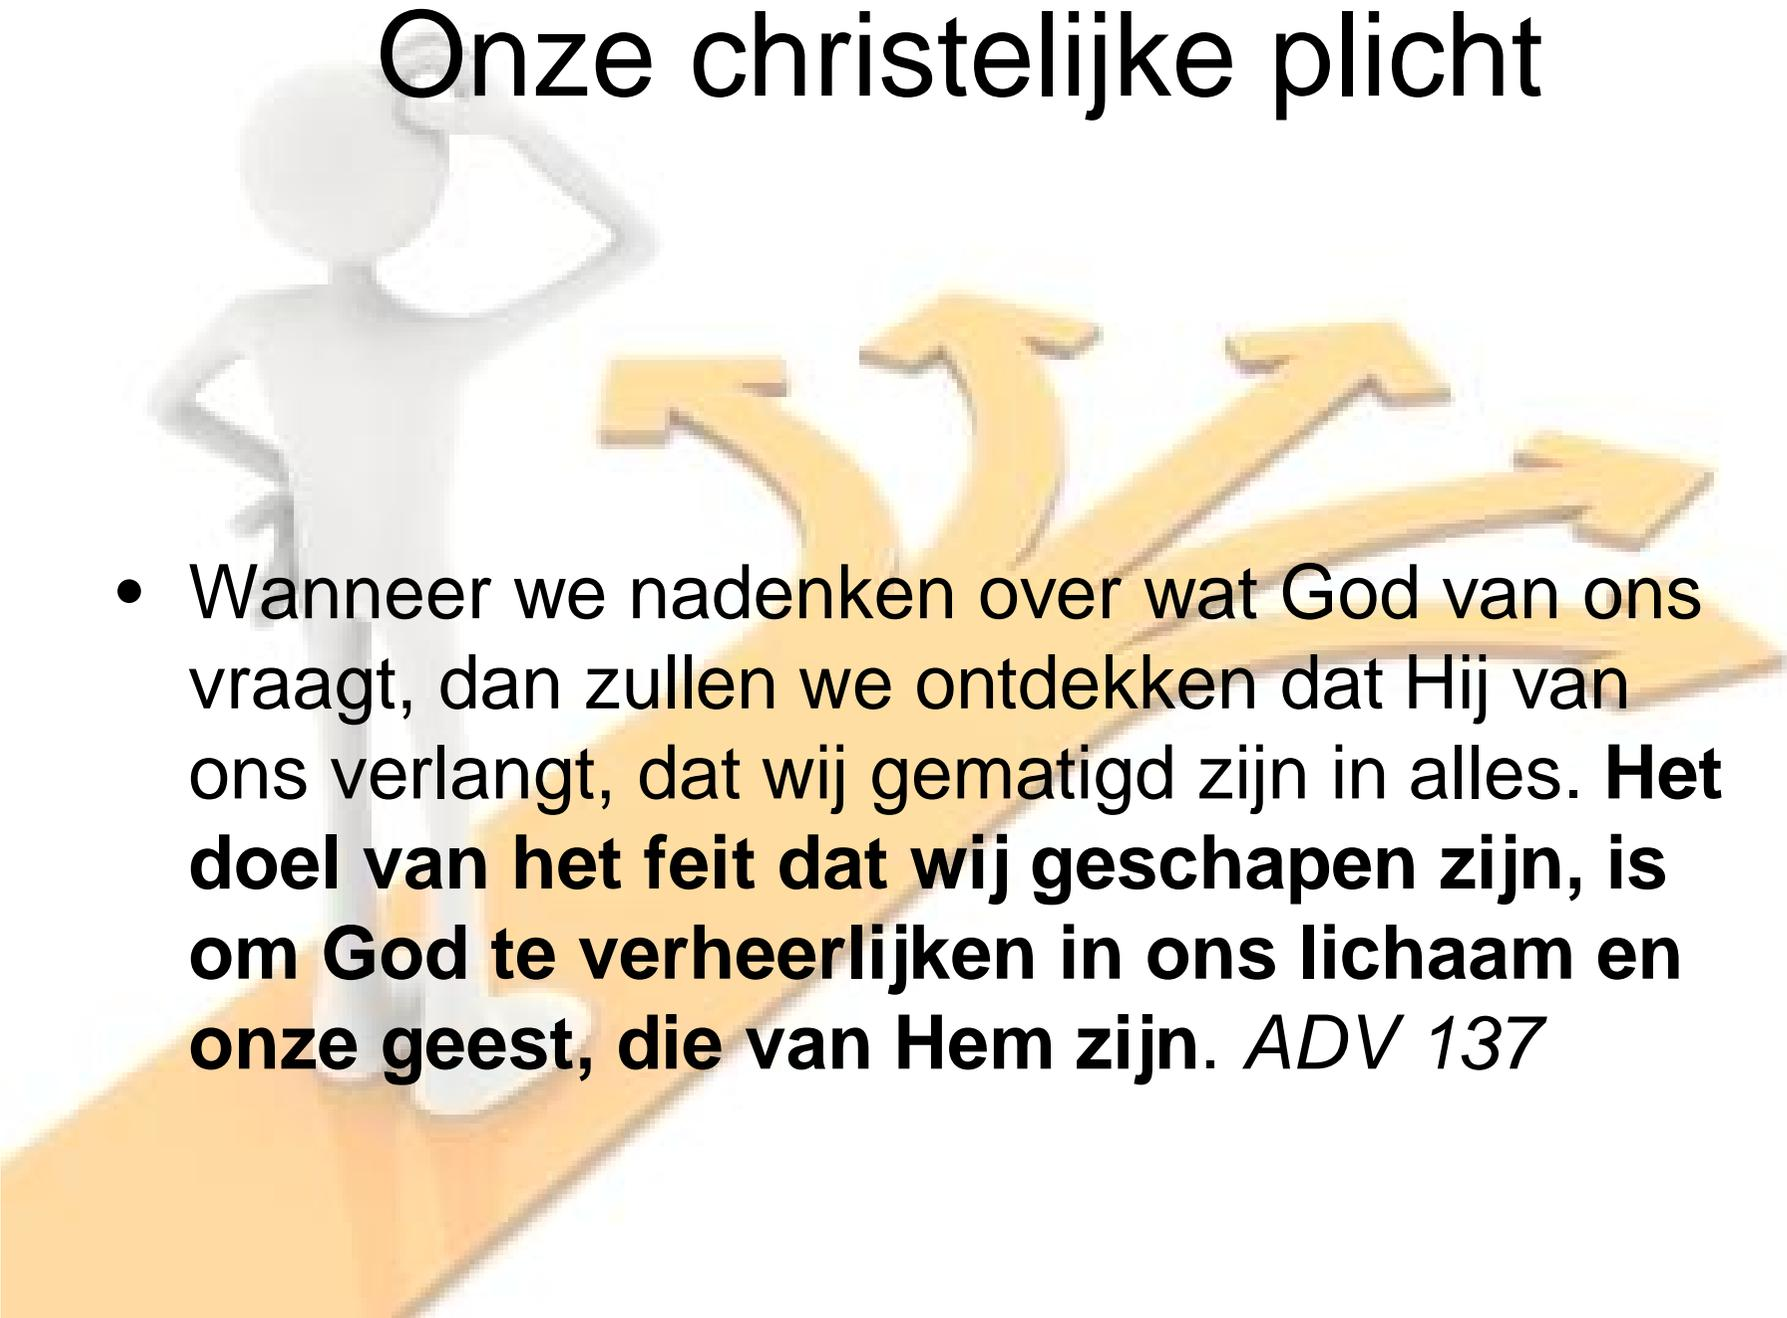 Onze christelijke plicht
• Wanneer we nadenken over wat God van ons
vraagt, dan zullen we ontdekken dat Hij van
ons verlangt, dat wij gematigd zijn in alles. Het
doel van het feit dat wij geschapen zijn, is
om God te verheerlijken in ons lichaam en
onze geest, die van Hem zijn. ADV 137